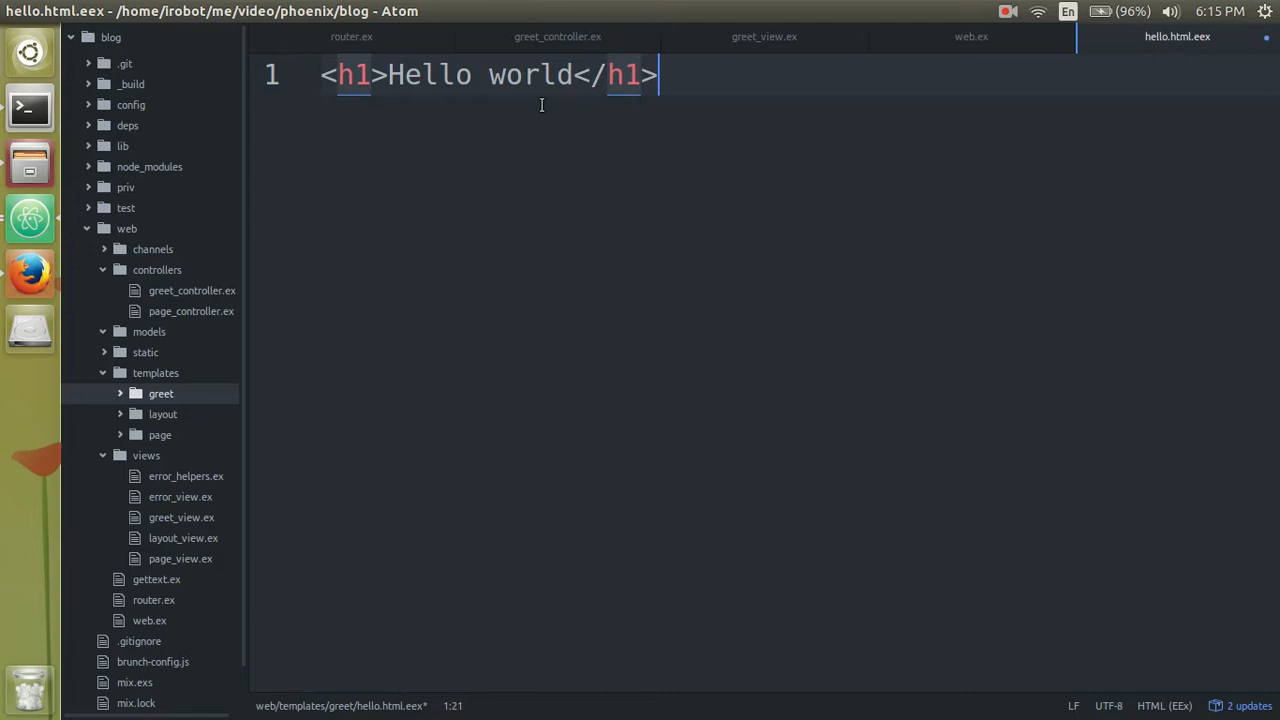 hello.html.eex - /home/irobot/me/video/phoenix/blog - Atom
En
(96%)
6:15 PM
blog
.git
_build
config
deps
lib
node_modules
priv
test
web
channels
controllers
greet_controller.ex
page_controller.ex
models
static
templates
greet
layout
page
views
error_helpers.ex
error_view.ex
greet_view.ex
layout_view.ex
page_view.ex
gettext.ex
router.ex
web.ex
.gitignore
brunch-config.js
mix.exs
mix.lock
router.ex
greet_controller.ex
greet_view.ex
web.ex
hello.html.eex
1 <h1>Hello world</h1>
web/templates/greet/hello.html.eex* 1:21
LF UTF-8 HTML (EEx) 2 updates